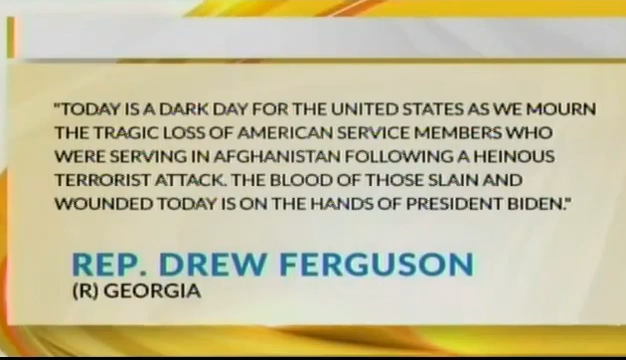 "TODAY IS A DARK DAY FOR THE UNITED STATES AS WE MOURN
THE TRAGIC LOSS OF AMERICAN SERVICE MEMBERS WHO
WERE SERVING IN AFGHANISTAN FOLLOWING A HEINOUS
TERRORIST ATTACK. THE BLOOD OF THOSE SLAIN AND
WOUNDED TODAY IS ON THE HANDS OF PRESIDENT BIDEN."
REP. DREW FERGUSON
(R) GEORGIA